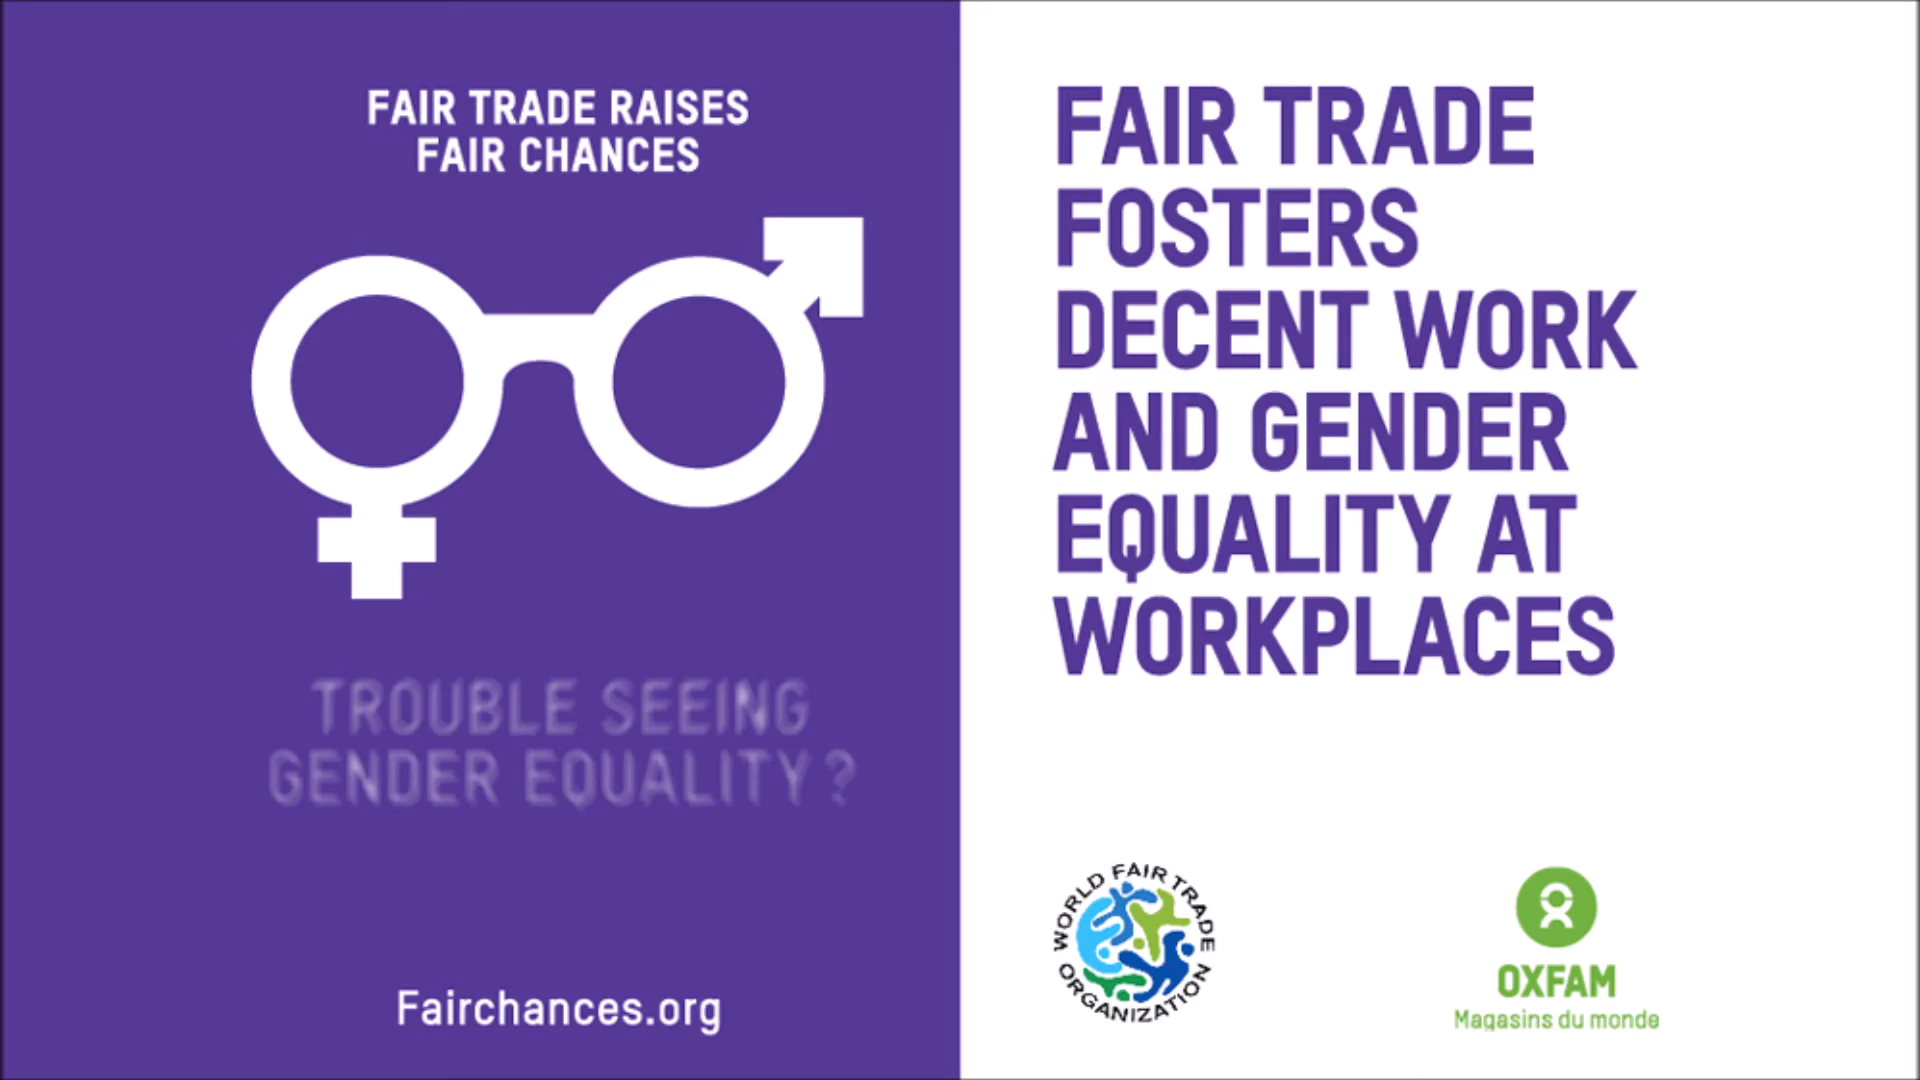 FAIR TRADE RAISES
FAIR CHANCES
TROUBLE SEEING
GENDER EQUALITY?
Fairchances.org
FAIR TRADE
FOSTERS
DECENT WORK
AND GENDER
EQUALITY AT
WORKPLACES
WORLD FAIR TRADE
ORGANIZATION
OXFAM
Magasins du monde